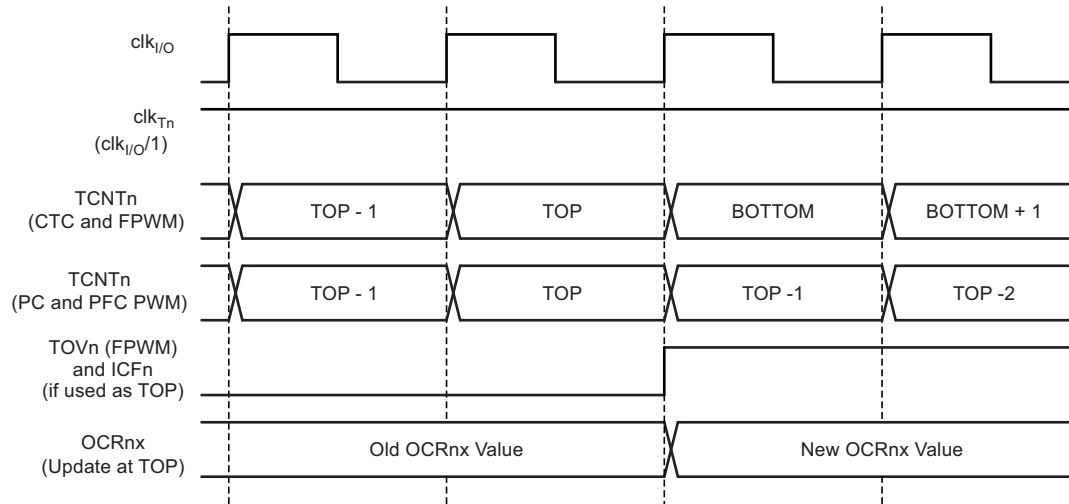 clkI/O
clkTn
(clkI/O/1)
TCNTn
(CTC and FPWM)
TOP - 1
TOP
BOTTOM
BOTTOM + 1
TCNTn
(PC and PFC PWM)
TOP - 1
TOP
TOP -1
TOP -2
TOVn (FPWM)
and ICFn
(if used as TOP)
OCRnx
(Update at TOP)
Old OCRnx Value
New OCRnx Value